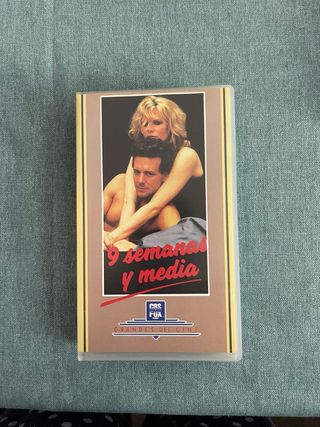 9 semanas
y media
CBS
FOX
GRANDES DEL CINE